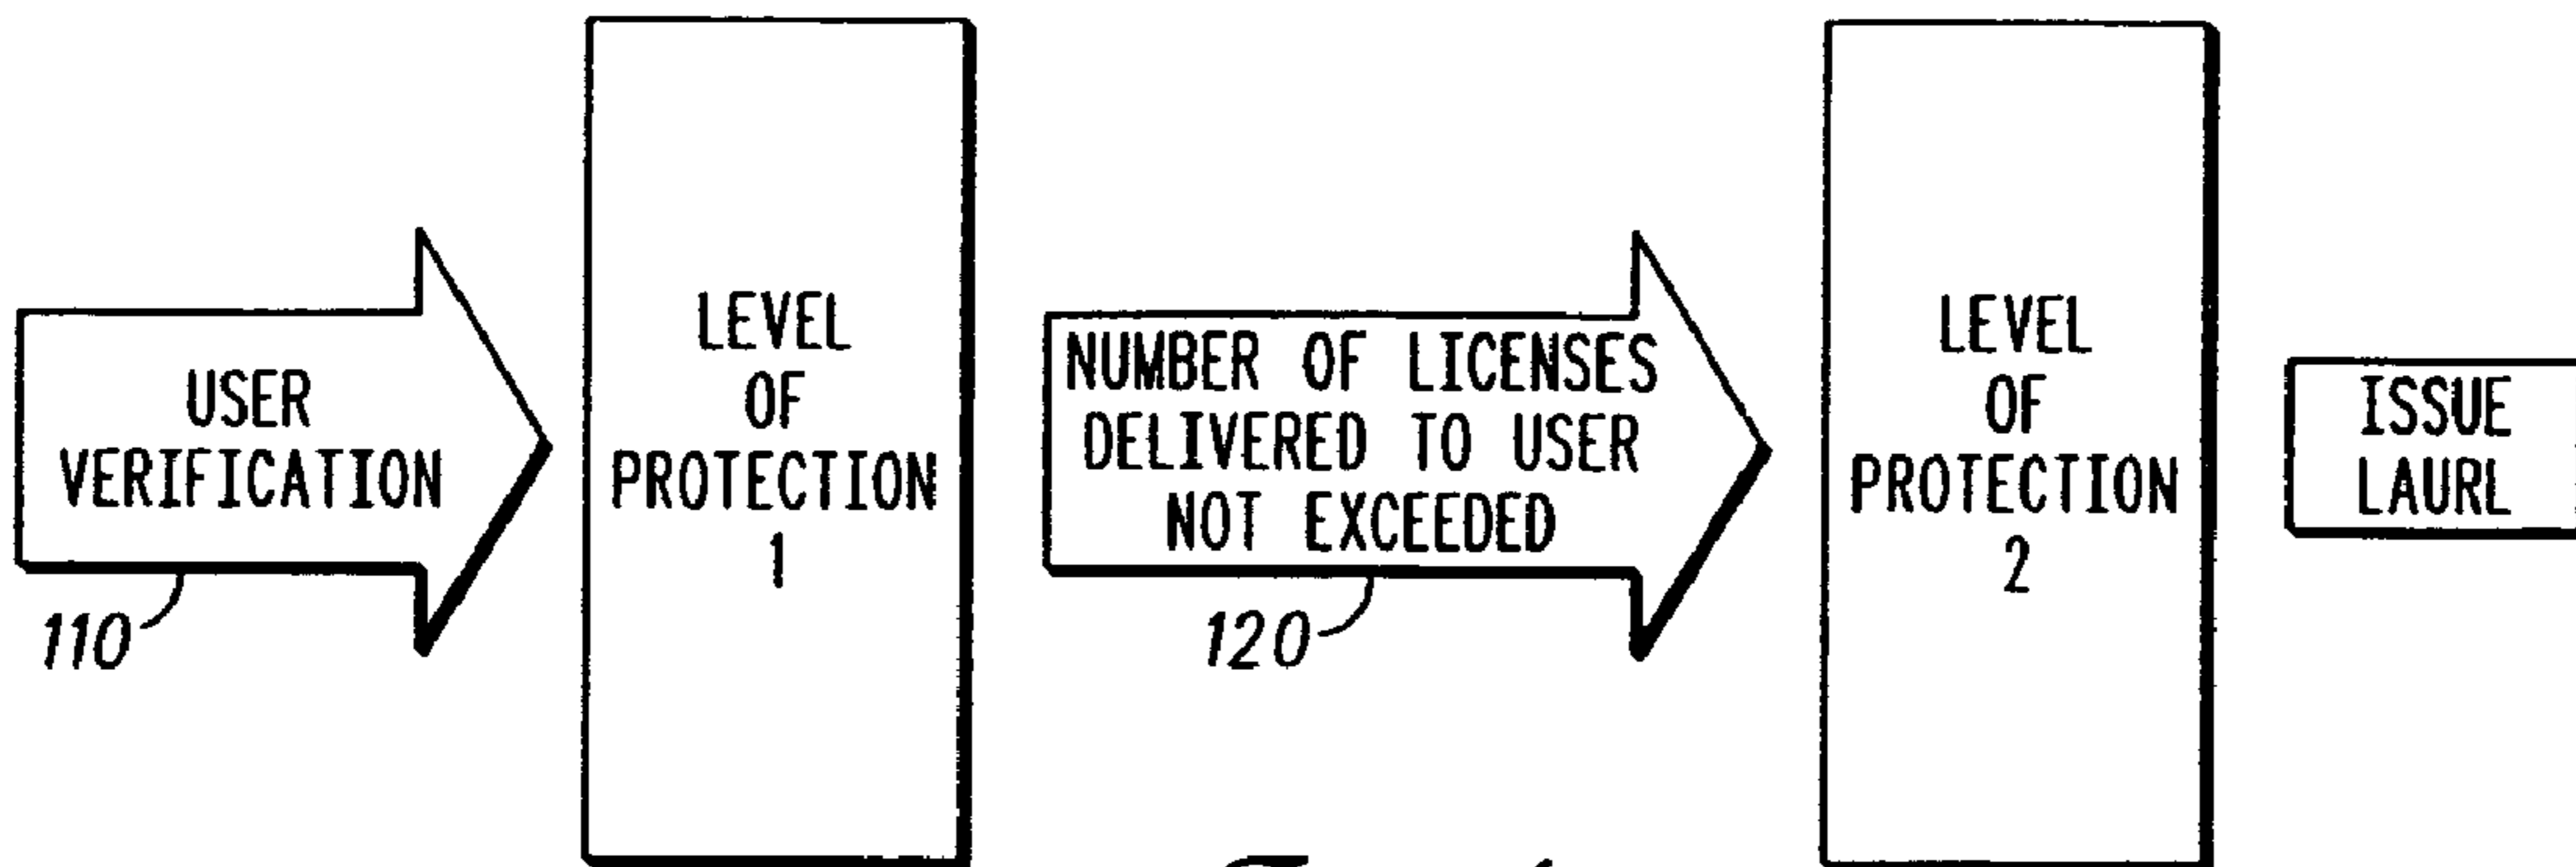 USER
VERIFICATION
110
LEVEL
OF
PROTECTION
1
NUMBER OF LICENSES
DELIVERED TO USER
NOT EXCEEDED
120
LEVEL
OF
PROTECTION
2
ISSUE
LAURL